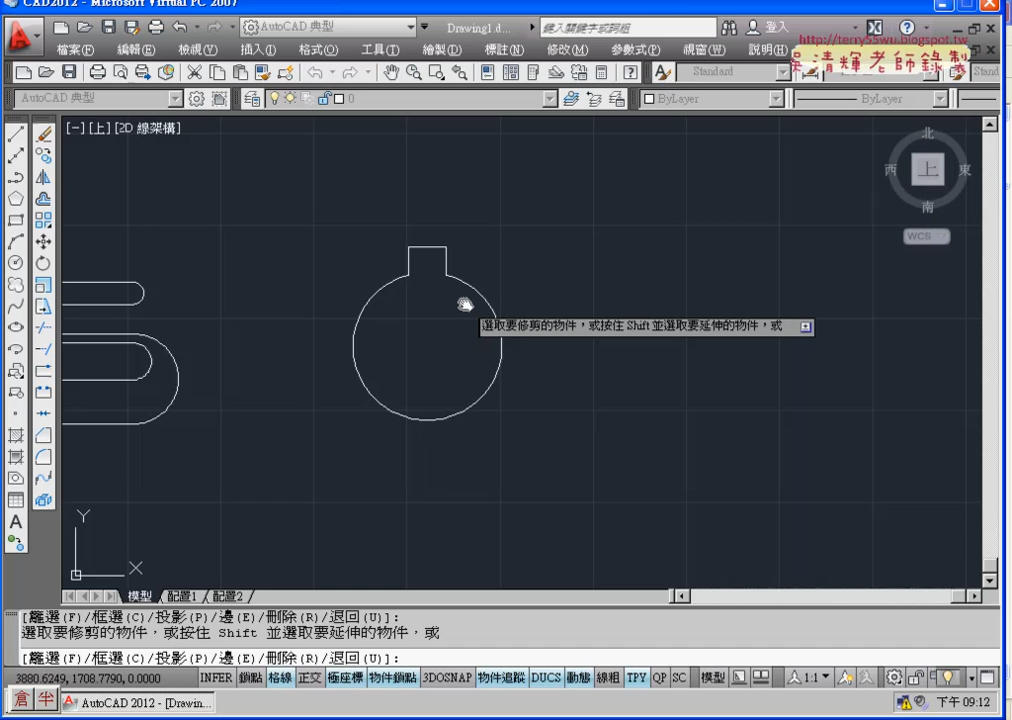 CAD2012 - Microsoft Virtual PC 2007
AutoCAD 典型
Drawing1.d...
鍵入關鍵字或詞組
登入
http://terry55wu.blogspot.tw
檔案(F) 編輯(E) 檢視(V) 插入(I) 格式(O) 工具(T) 繪製(D) 標註(N) 修改(M) 參數式(P) 視窗(W) 說明(H)
吳清輝老師錄製
Standard
Stand
AutoCAD 典型
0
ByLayer
ByLayer
[−][上][2D 線架構]
北
西 上 東
南
WCS
選取要修剪的物件，或按住 Shift 並選取要延伸的物件，或
Y
X
模型 配置1 配置2
[籬選(F)/框選(C)/投影(P)/邊(E)/刪除(R)/退回(U)]:
選取要修剪的物件，或按住 Shift 並選取要延伸的物件，或
[籬選(F)/框選(C)/投影(P)/邊(E)/刪除(R)/退回(U)]:
3880.6249, 1708.7790, 0.0000
INFER 鎖點 格線 正交 極座標 物件鎖點 3DOSNAP 物件追蹤 DUCS 動態 線粗 TPY QP SC 模型 1:1
倉 半 AutoCAD 2012 - [Drawin...
下午 09:12